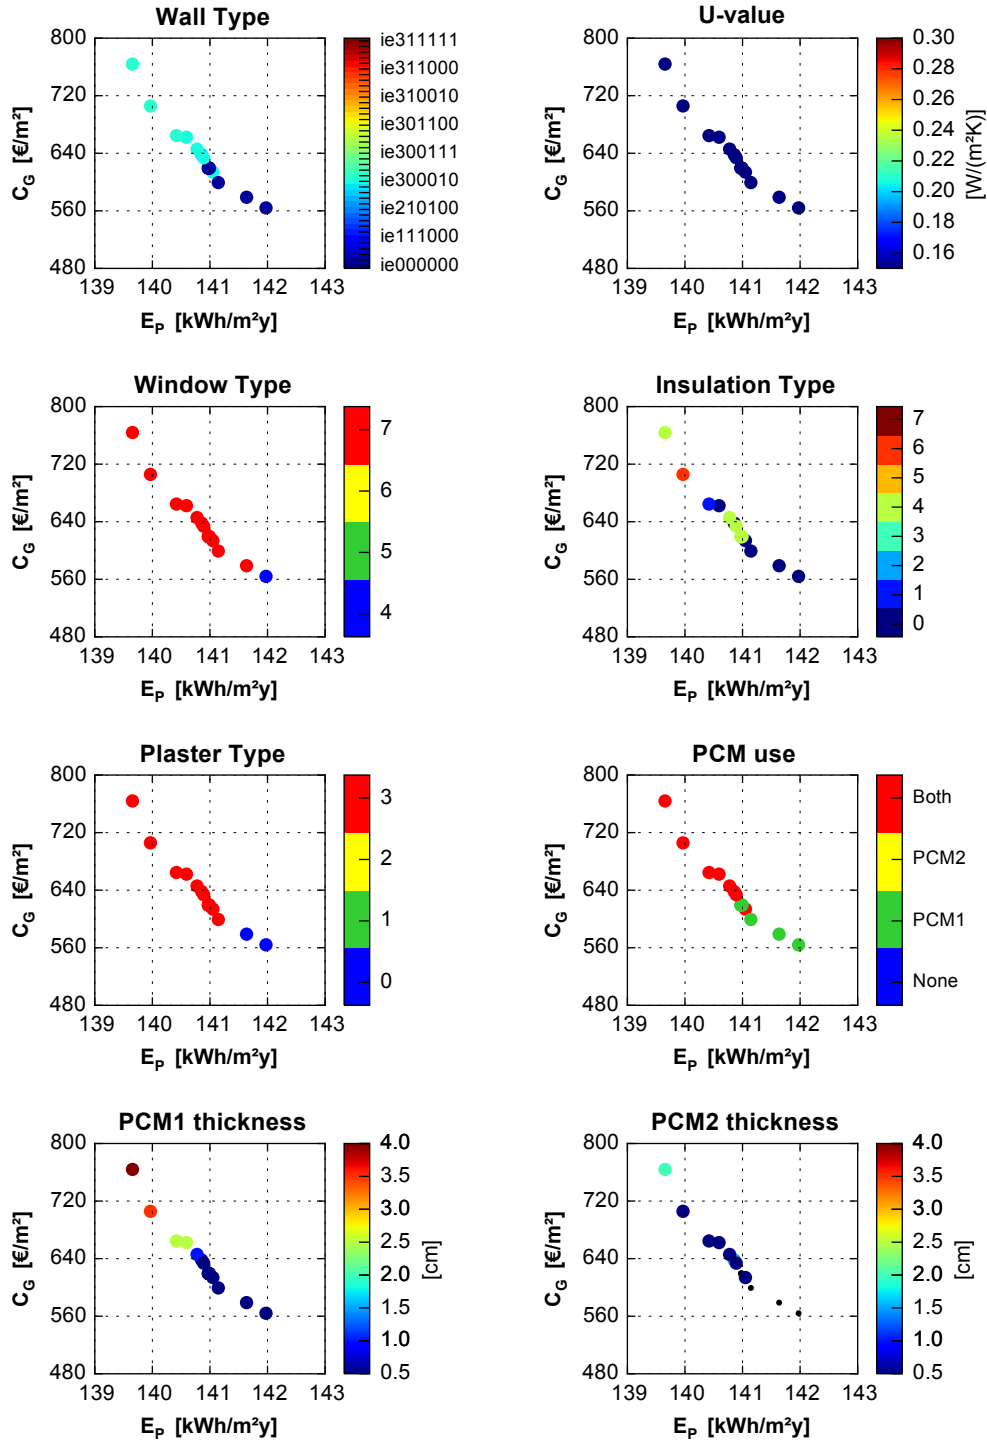 Wall Type
800
720
640
560
480
C_G [€/m²]
139 140 141 142 143
E_P [kWh/m²y]
ie311111
ie311000
ie310010
ie301100
ie300111
ie300010
ie210100
ie111000
ie000000
U-value
800
720
640
560
480
C_G [€/m²]
139 140 141 142 143
E_P [kWh/m²y]
0.30
0.28
0.26
0.24
0.22
0.20
0.18
0.16
[W/(m²K)]
Window Type
800
720
640
560
480
C_G [€/m²]
139 140 141 142 143
E_P [kWh/m²y]
7
6
5
4
Insulation Type
800
720
640
560
480
C_G [€/m²]
139 140 141 142 143
E_P [kWh/m²y]
7
6
5
4
3
2
1
0
Plaster Type
800
720
640
560
480
C_G [€/m²]
139 140 141 142 143
E_P [kWh/m²y]
3
2
1
0
PCM use
800
720
640
560
480
C_G [€/m²]
139 140 141 142 143
E_P [kWh/m²y]
Both
PCM2
PCM1
None
PCM1 thickness
800
720
640
560
480
C_G [€/m²]
139 140 141 142 143
E_P [kWh/m²y]
4.0
3.5
3.0
2.5
2.0
1.5
1.0
0.5
[cm]
PCM2 thickness
800
720
640
560
480
C_G [€/m²]
139 140 141 142 143
E_P [kWh/m²y]
4.0
3.5
3.0
2.5
2.0
1.5
1.0
0.5
[cm]